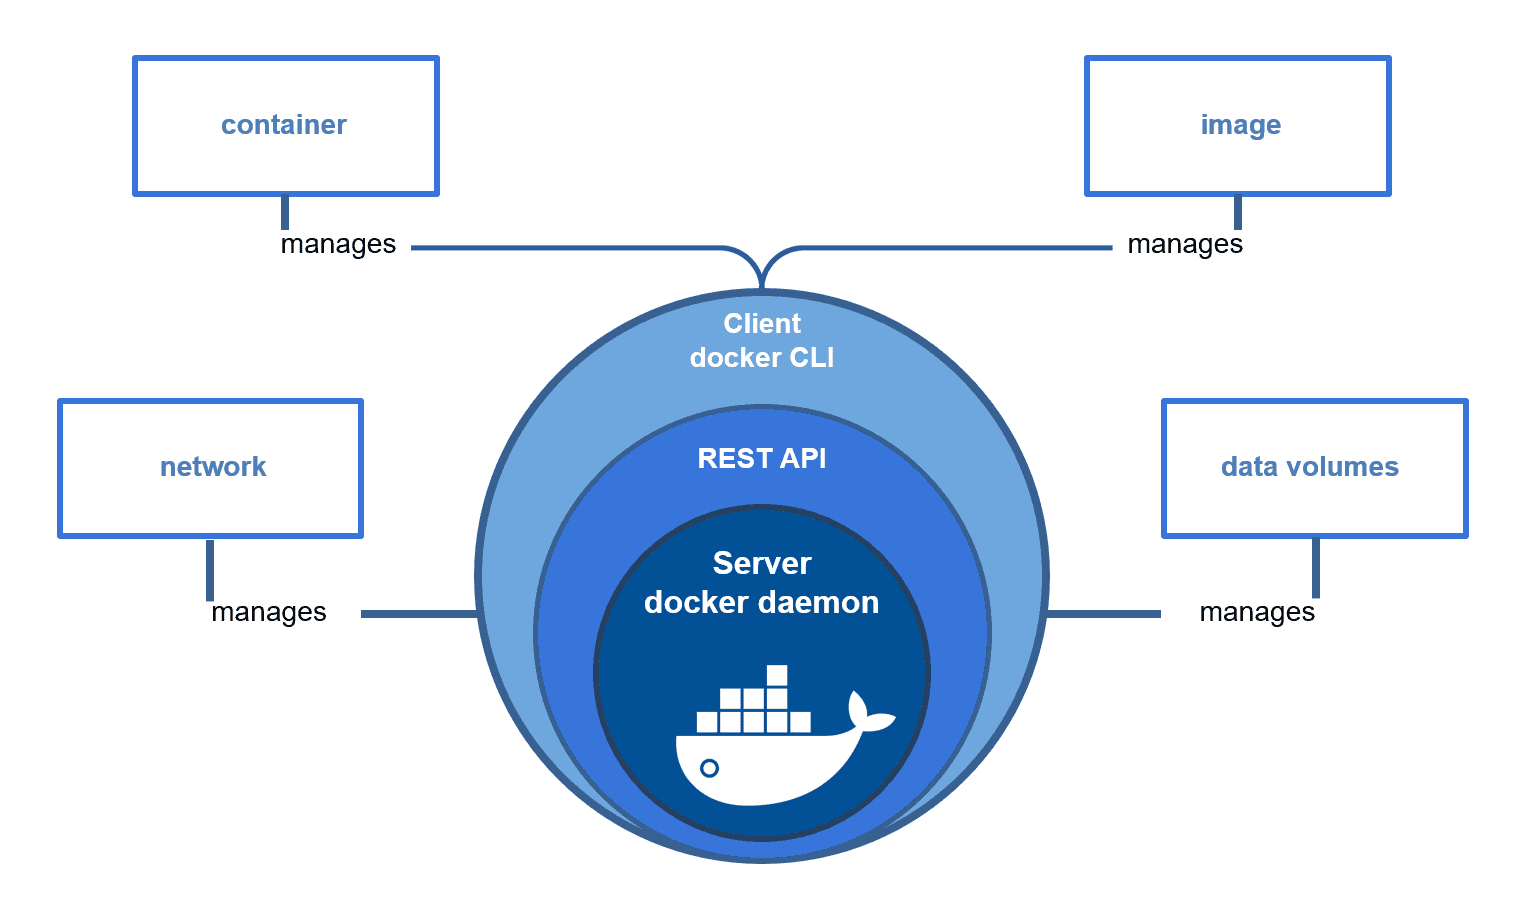 container
image
manages
manages
Client
docker CLI
REST API
network
data volumes
Server
docker daemon
manages
manages